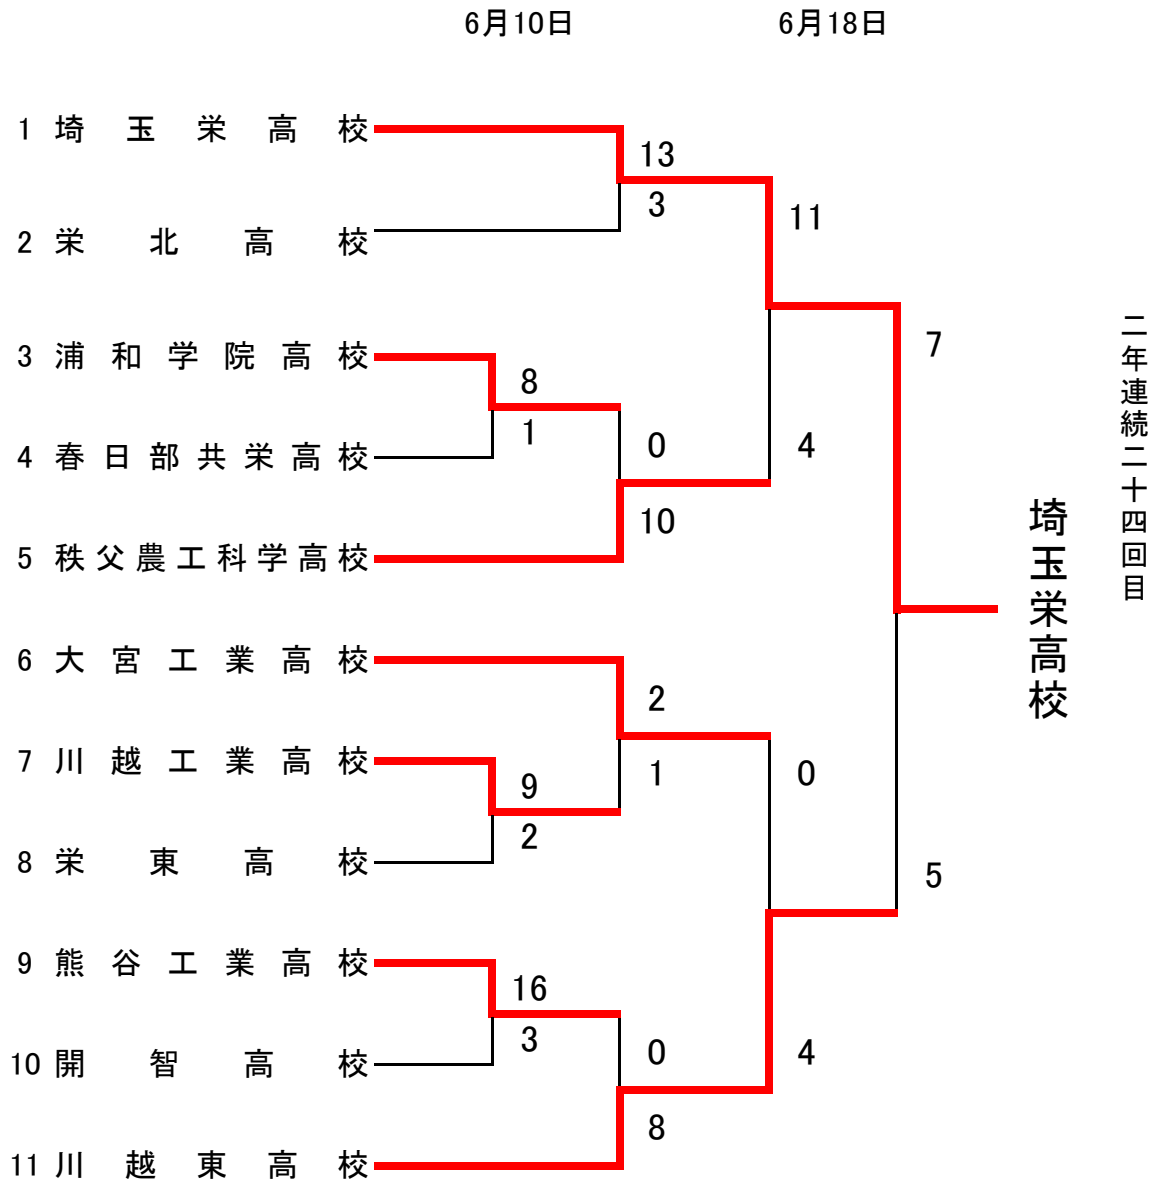 6月10日 6月18日
1 埼玉栄高校
13
3
11
2 栄北高校
3 浦和学院高校
8
1
7
4 春日部共栄高校
0
4
10
5 秩父農工科学高校
二年連続二十四回目
埼玉栄高校
6 大宮工業高校
2
1
0
7 川越工業高校
9
2
8 栄東高校
5
9 熊谷工業高校
16
3
0
4
10 開智高校
8
11 川越東高校